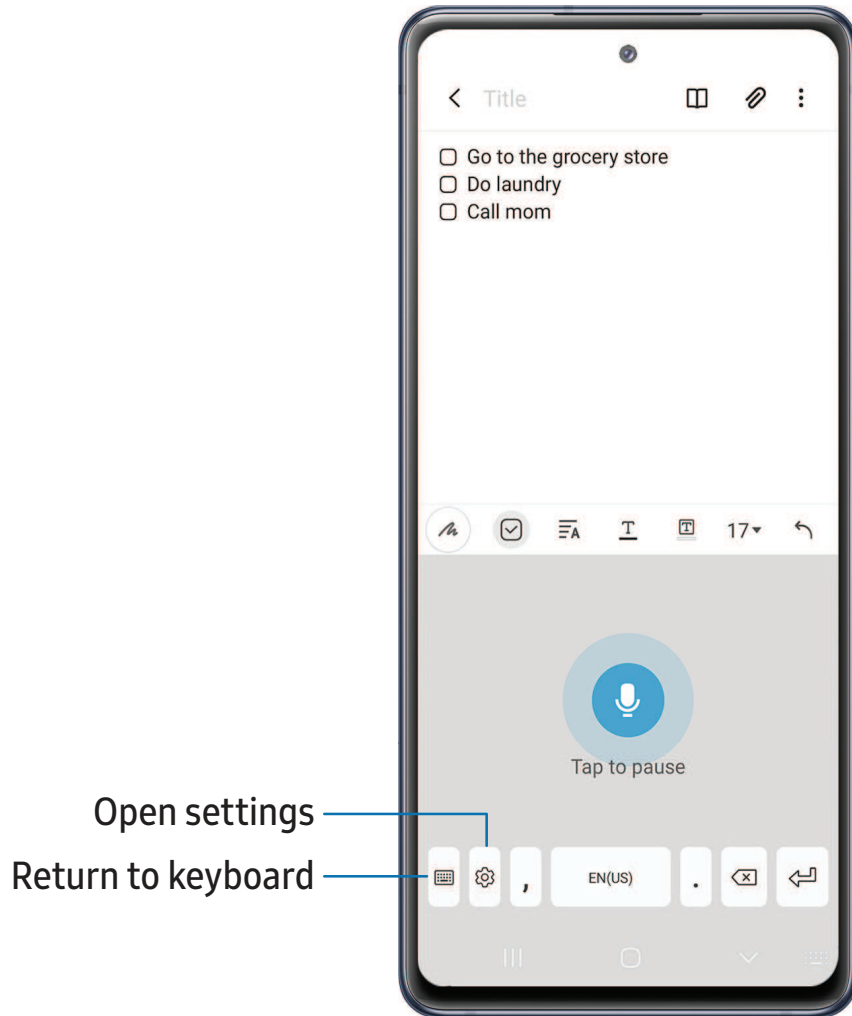 Title
Go to the grocery store
Do laundry
Call mom
17
Tap to pause
Open settings
Return to keyboard
, EN(US) .